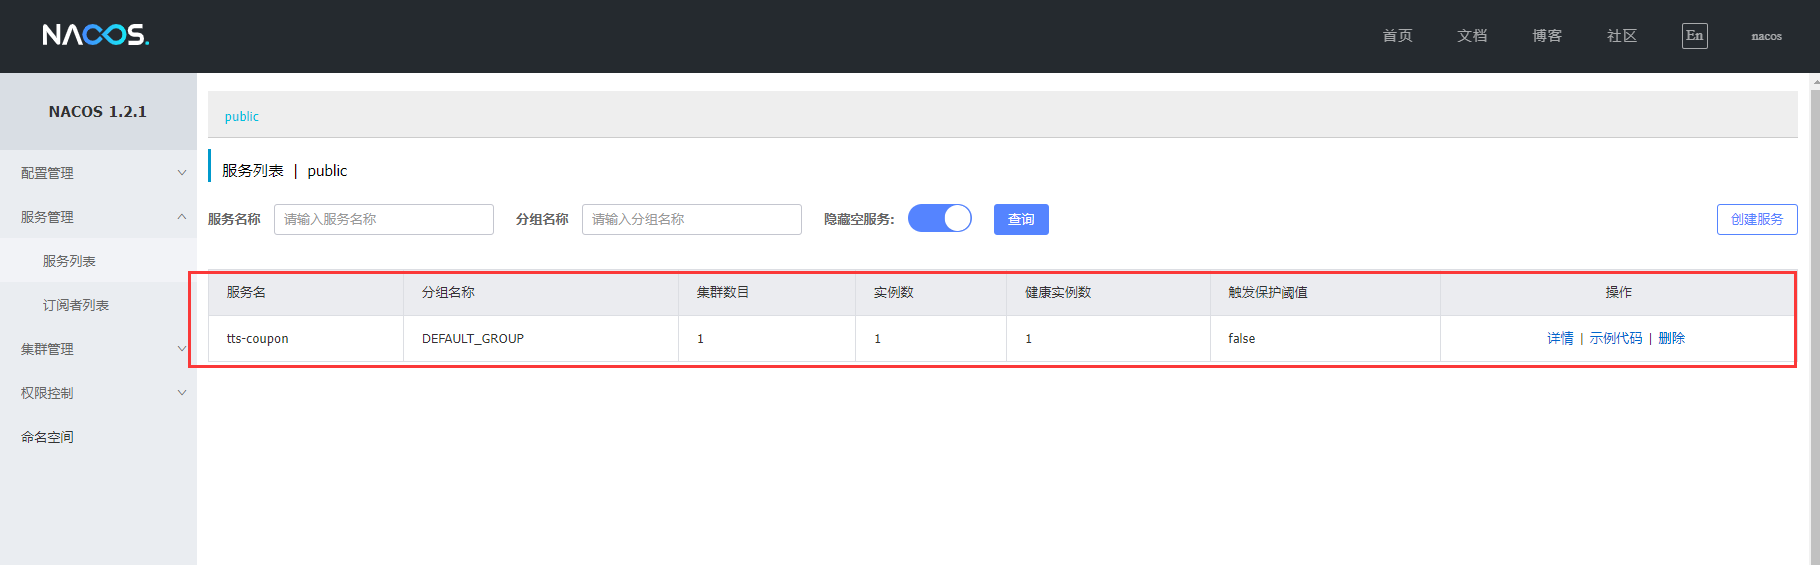 NACOS.
首页 文档 博客 社区 En nacos
NACOS 1.2.1
配置管理
服务管理
服务列表
订阅者列表
集群管理
权限控制
命名空间
public
服务列表 | public
服务名称 请输入服务名称 分组名称 请输入分组名称 隐藏空服务: 查询 创建服务
服务名 分组名称 集群数目 实例数 健康实例数 触发保护阈值 操作
tts-coupon DEFAULT_GROUP 1 1 1 false 详情 | 示例代码 | 删除